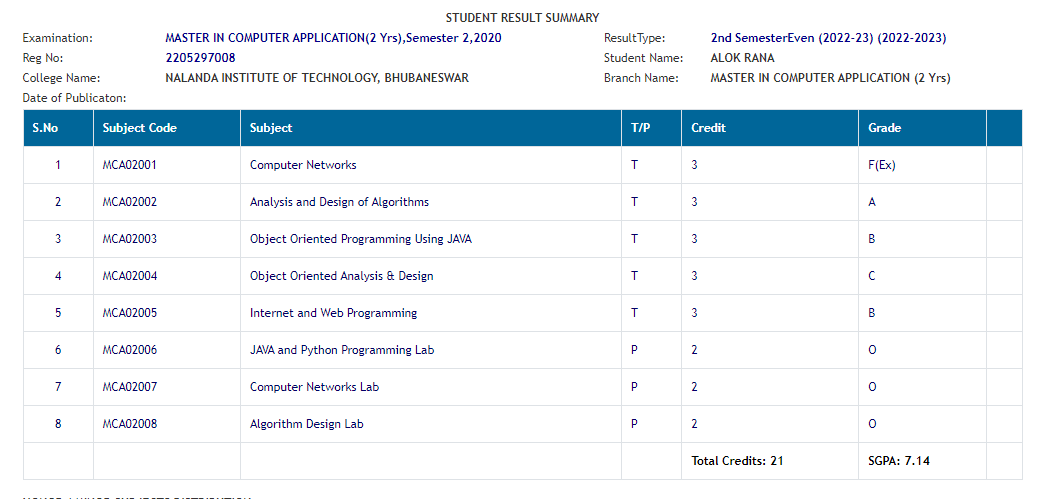 STUDENT RESULT SUMMARY
Examination: MASTER IN COMPUTER APPLICATION(2 Yrs),Semester 2,2020 ResultType: 2nd SemesterEven (2022-23) (2022-2023)
Reg No: 2205297008 Student Name: ALOK RANA
College Name: NALANDA INSTITUTE OF TECHNOLOGY, BHUBANESWAR Branch Name: MASTER IN COMPUTER APPLICATION (2 Yrs)
Date of Publicaton:
S.No Subject Code Subject T/P Credit Grade
1 MCA02001 Computer Networks T 3 F(Ex)
2 MCA02002 Analysis and Design of Algorithms T 3 A
3 MCA02003 Object Oriented Programming Using JAVA T 3 B
4 MCA02004 Object Oriented Analysis & Design T 3 C
5 MCA02005 Internet and Web Programming T 3 B
6 MCA02006 JAVA and Python Programming Lab P 2 O
7 MCA02007 Computer Networks Lab P 2 O
8 MCA02008 Algorithm Design Lab P 2 O
Total Credits: 21 SGPA: 7.14